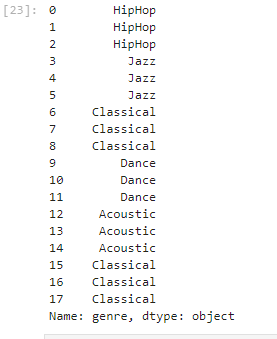 [23]: 0 HipHop
1 HipHop
2 HipHop
3 Jazz
4 Jazz
5 Jazz
6 Classical
7 Classical
8 Classical
9 Dance
10 Dance
11 Dance
12 Acoustic
13 Acoustic
14 Acoustic
15 Classical
16 Classical
17 Classical
Name: genre, dtype: object